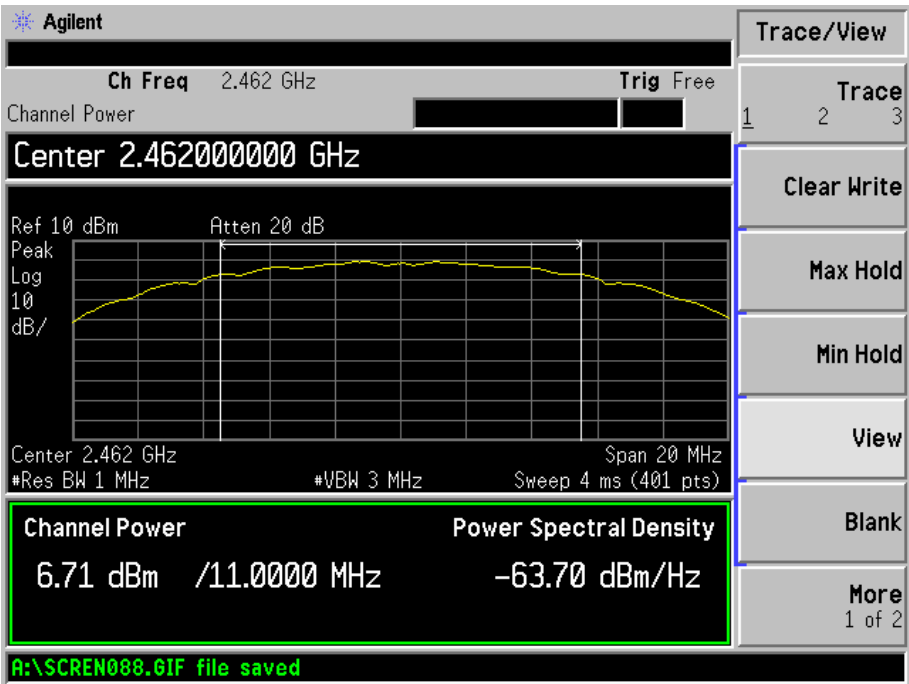 Agilent
Trace/View
Ch Freq 2.462 GHz Trig Free
Channel Power
Trace
1 2 3
Center 2.462000000 GHz
Clear Write
Ref 10 dBm Atten 20 dB
Peak
Log
10
dB/
Max Hold
Min Hold
View
Center 2.462 GHz Span 20 MHz
#Res BW 1 MHz #VBW 3 MHz Sweep 4 ms (401 pts)
Channel Power Power Spectral Density
Blank
6.71 dBm /11.0000 MHz -63.70 dBm/Hz
More
1 of 2
A:\SCREN088.GIF file saved